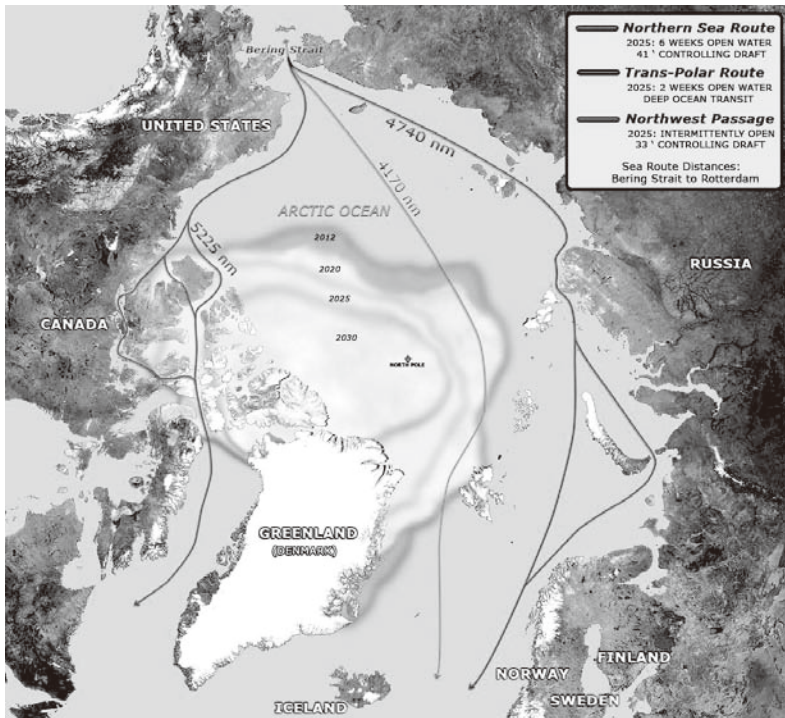 Bering Strait
Northern Sea Route
2025: 6 WEEKS OPEN WATER
41 ' CONTROLLING DRAFT
Trans-Polar Route
2025: 2 WEEKS OPEN WATER
DEEP OCEAN TRANSIT
Northwest Passage
2025: INTERMITTENTLY OPEN
33 ' CONTROLLING DRAFT
Sea Route Distances:
Bering Strait to Rotterdam
UNITED STATES
4740 nm
4170 nm
ARCTIC OCEAN
5225 nm
2012
2020
2025
2030
RUSSIA
CANADA
NORTH POLE
GREENLAND
(DENMARK)
NORWAY
FINLAND
SWEDEN
ICELAND